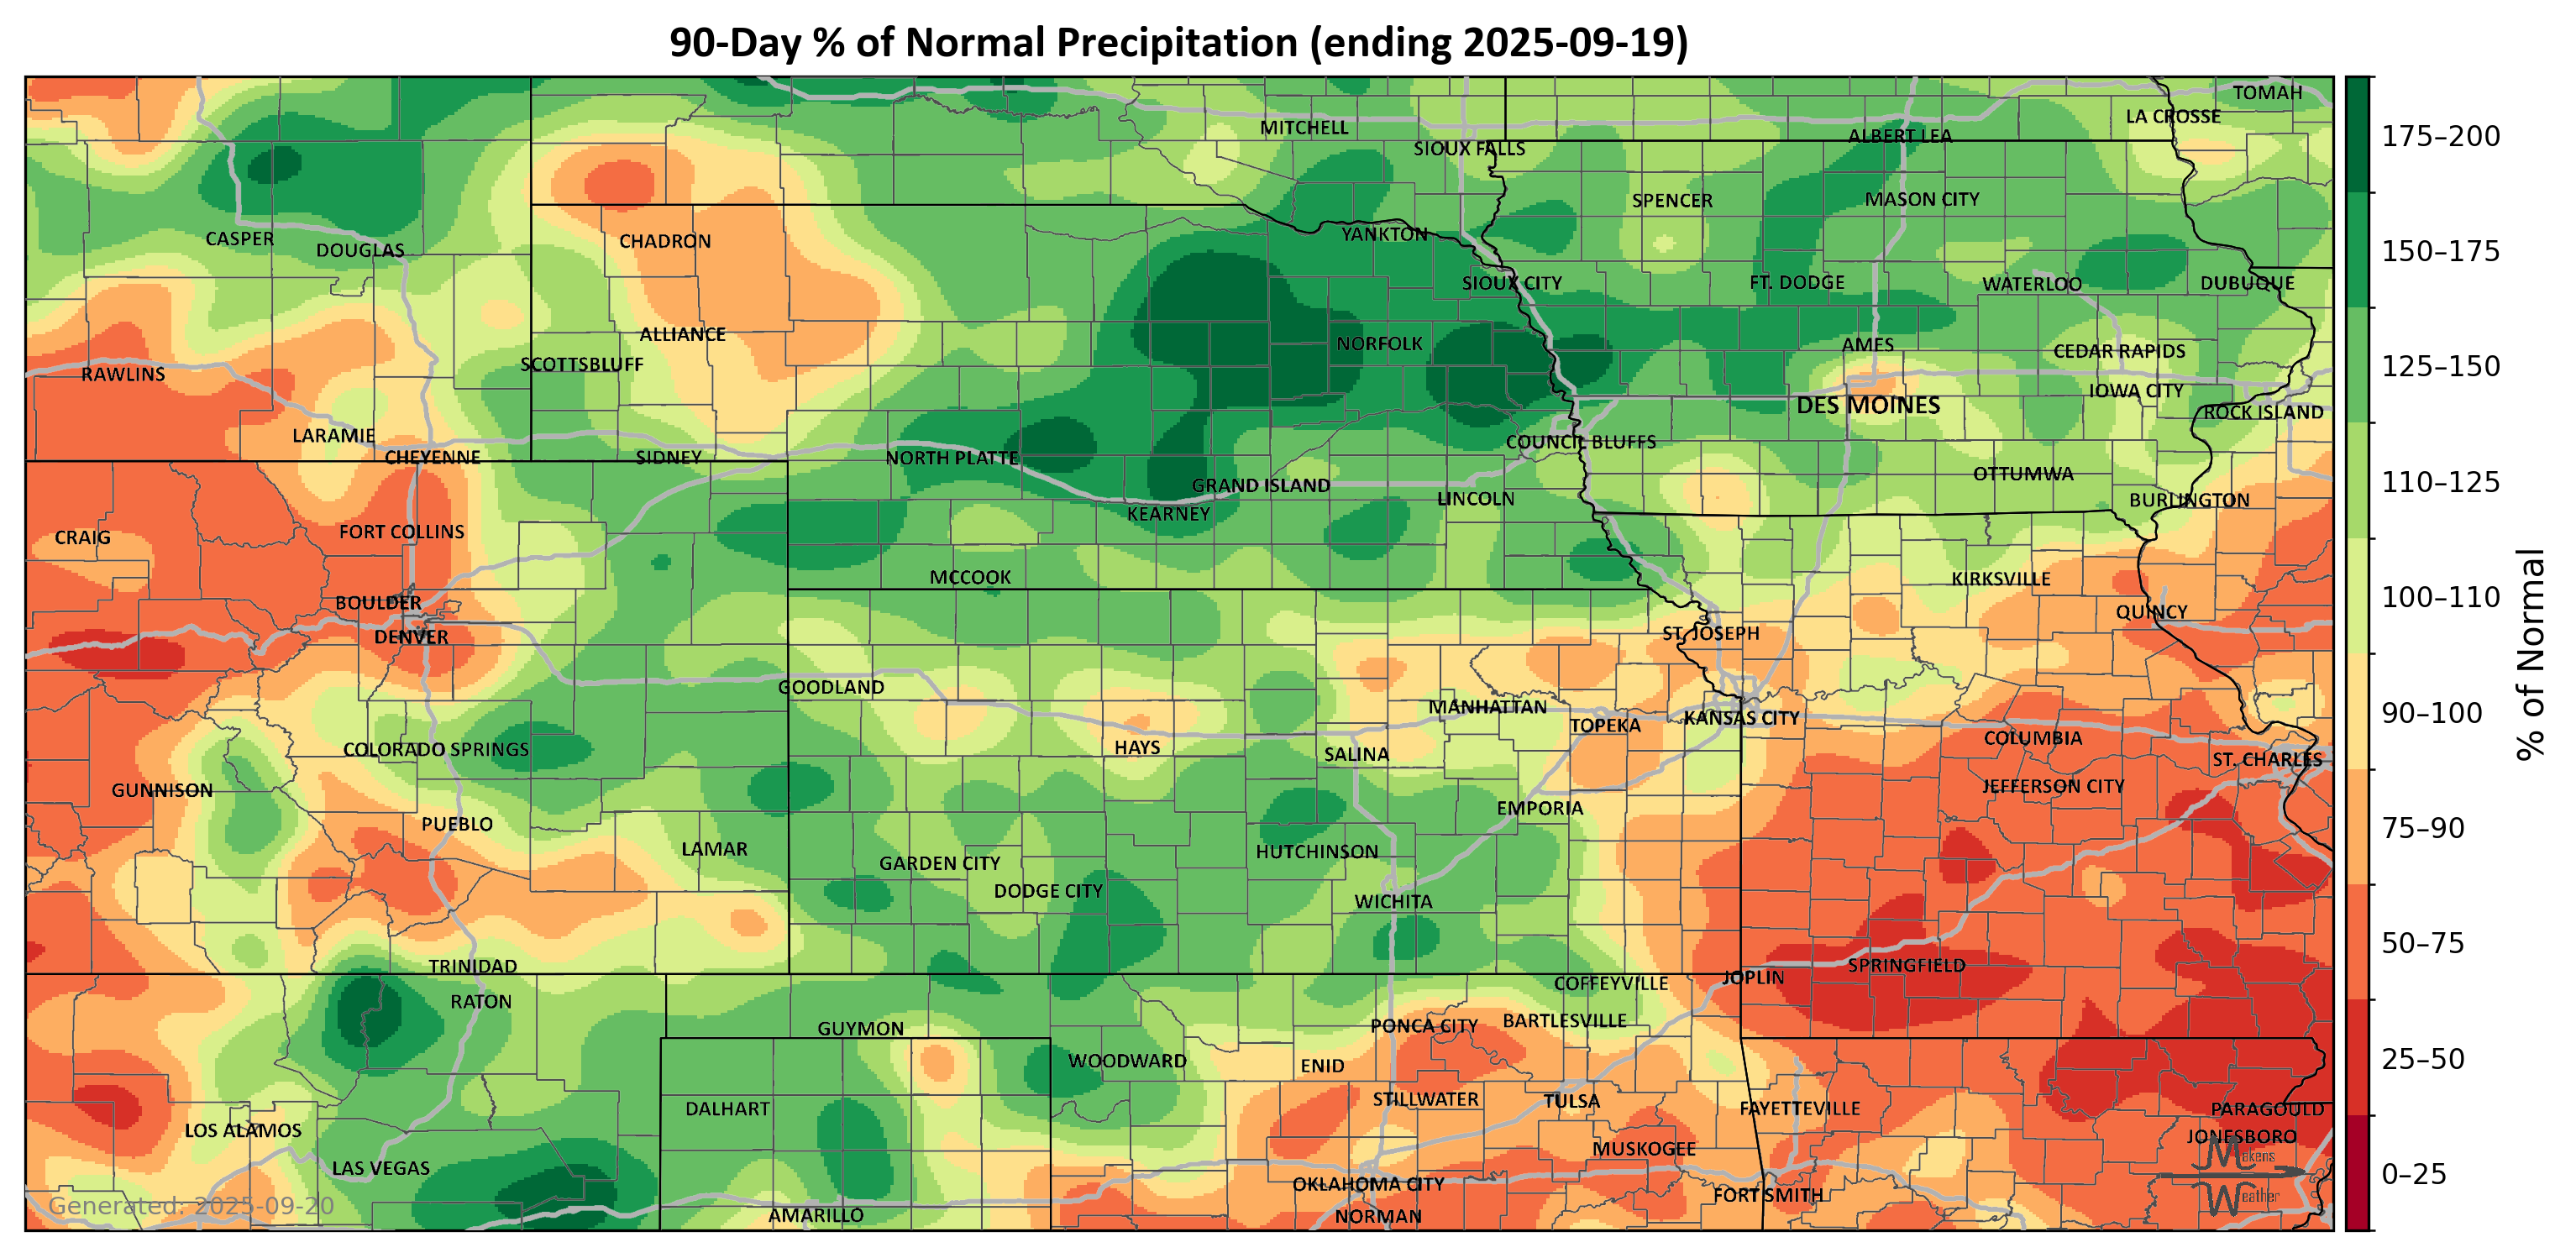 90-Day % of Normal Precipitation (ending 2025-09-19)
TOMAH
LA CROSSE
MITCHELL
ALBERT LEA
SIOUX FALLS
SPENCER
MASON CITY
YANKTON
CASPER
CHADRON
DOUGLAS
SIOUX CITY
FT. DODGE
WATERLOO
DUBUQUE
ALLIANCE
NORFOLK
AMES
CEDAR RAPIDS
SCOTTSBLUFF
RAWLINS
IOWA CITY
DES MOINES
ROCK ISLAND
LARAMIE
COUNCIL BLUFFS
CHEYENNE
SIDNEY
NORTH PLATTE
OTTUMWA
GRAND ISLAND
LINCOLN
BURLINGTON
KEARNEY
FORT COLLINS
CRAIG
MCCOOK
KIRKSVILLE
BOULDER
QUINCY
DENVER
ST. JOSEPH
GOODLAND
MANHATTAN
KANSAS CITY
TOPEKA
COLUMBIA
COLORADO SPRINGS
HAYS
SALINA
ST. CHARLES
GUNNISON
JEFFERSON CITY
EMPORIA
PUEBLO
LAMAR
HUTCHINSON
GARDEN CITY
DODGE CITY
WICHITA
TRINIDAD
SPRINGFIELD
JOPLIN
COFFEYVILLE
RATON
BARTLESVILLE
PONCA CITY
GUYMON
WOODWARD
ENID
STILLWATER
TULSA
DALHART
FAYETTEVILLE
PARAGOULD
LOS ALAMOS
JONESBORO
MUSKOGEE
LAS VEGAS
OKLAHOMA CITY
FORT SMITH
AMARILLO
NORMAN
Makens
Weather
Generated: 2025-09-20
175–200
150–175
125–150
110–125
100–110
90–100
75–90
50–75
25–50
0–25
% of Normal